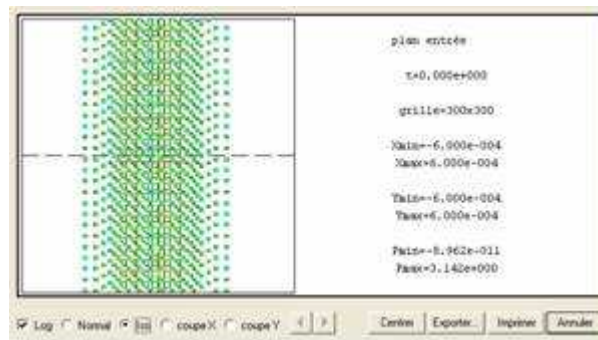 plan entrée
t=0.000e+000
grille=300x300
Xmin=-6.000e-004
Xmax=6.000e-004
Ymin=-6.000e-004
Ymax=6.000e-004
Pmin=-8.962e-011
Pmax=3.142e+000
Log Normal Iso coupe X coupe Y < > Centrer Exporter... Imprimer Annuler